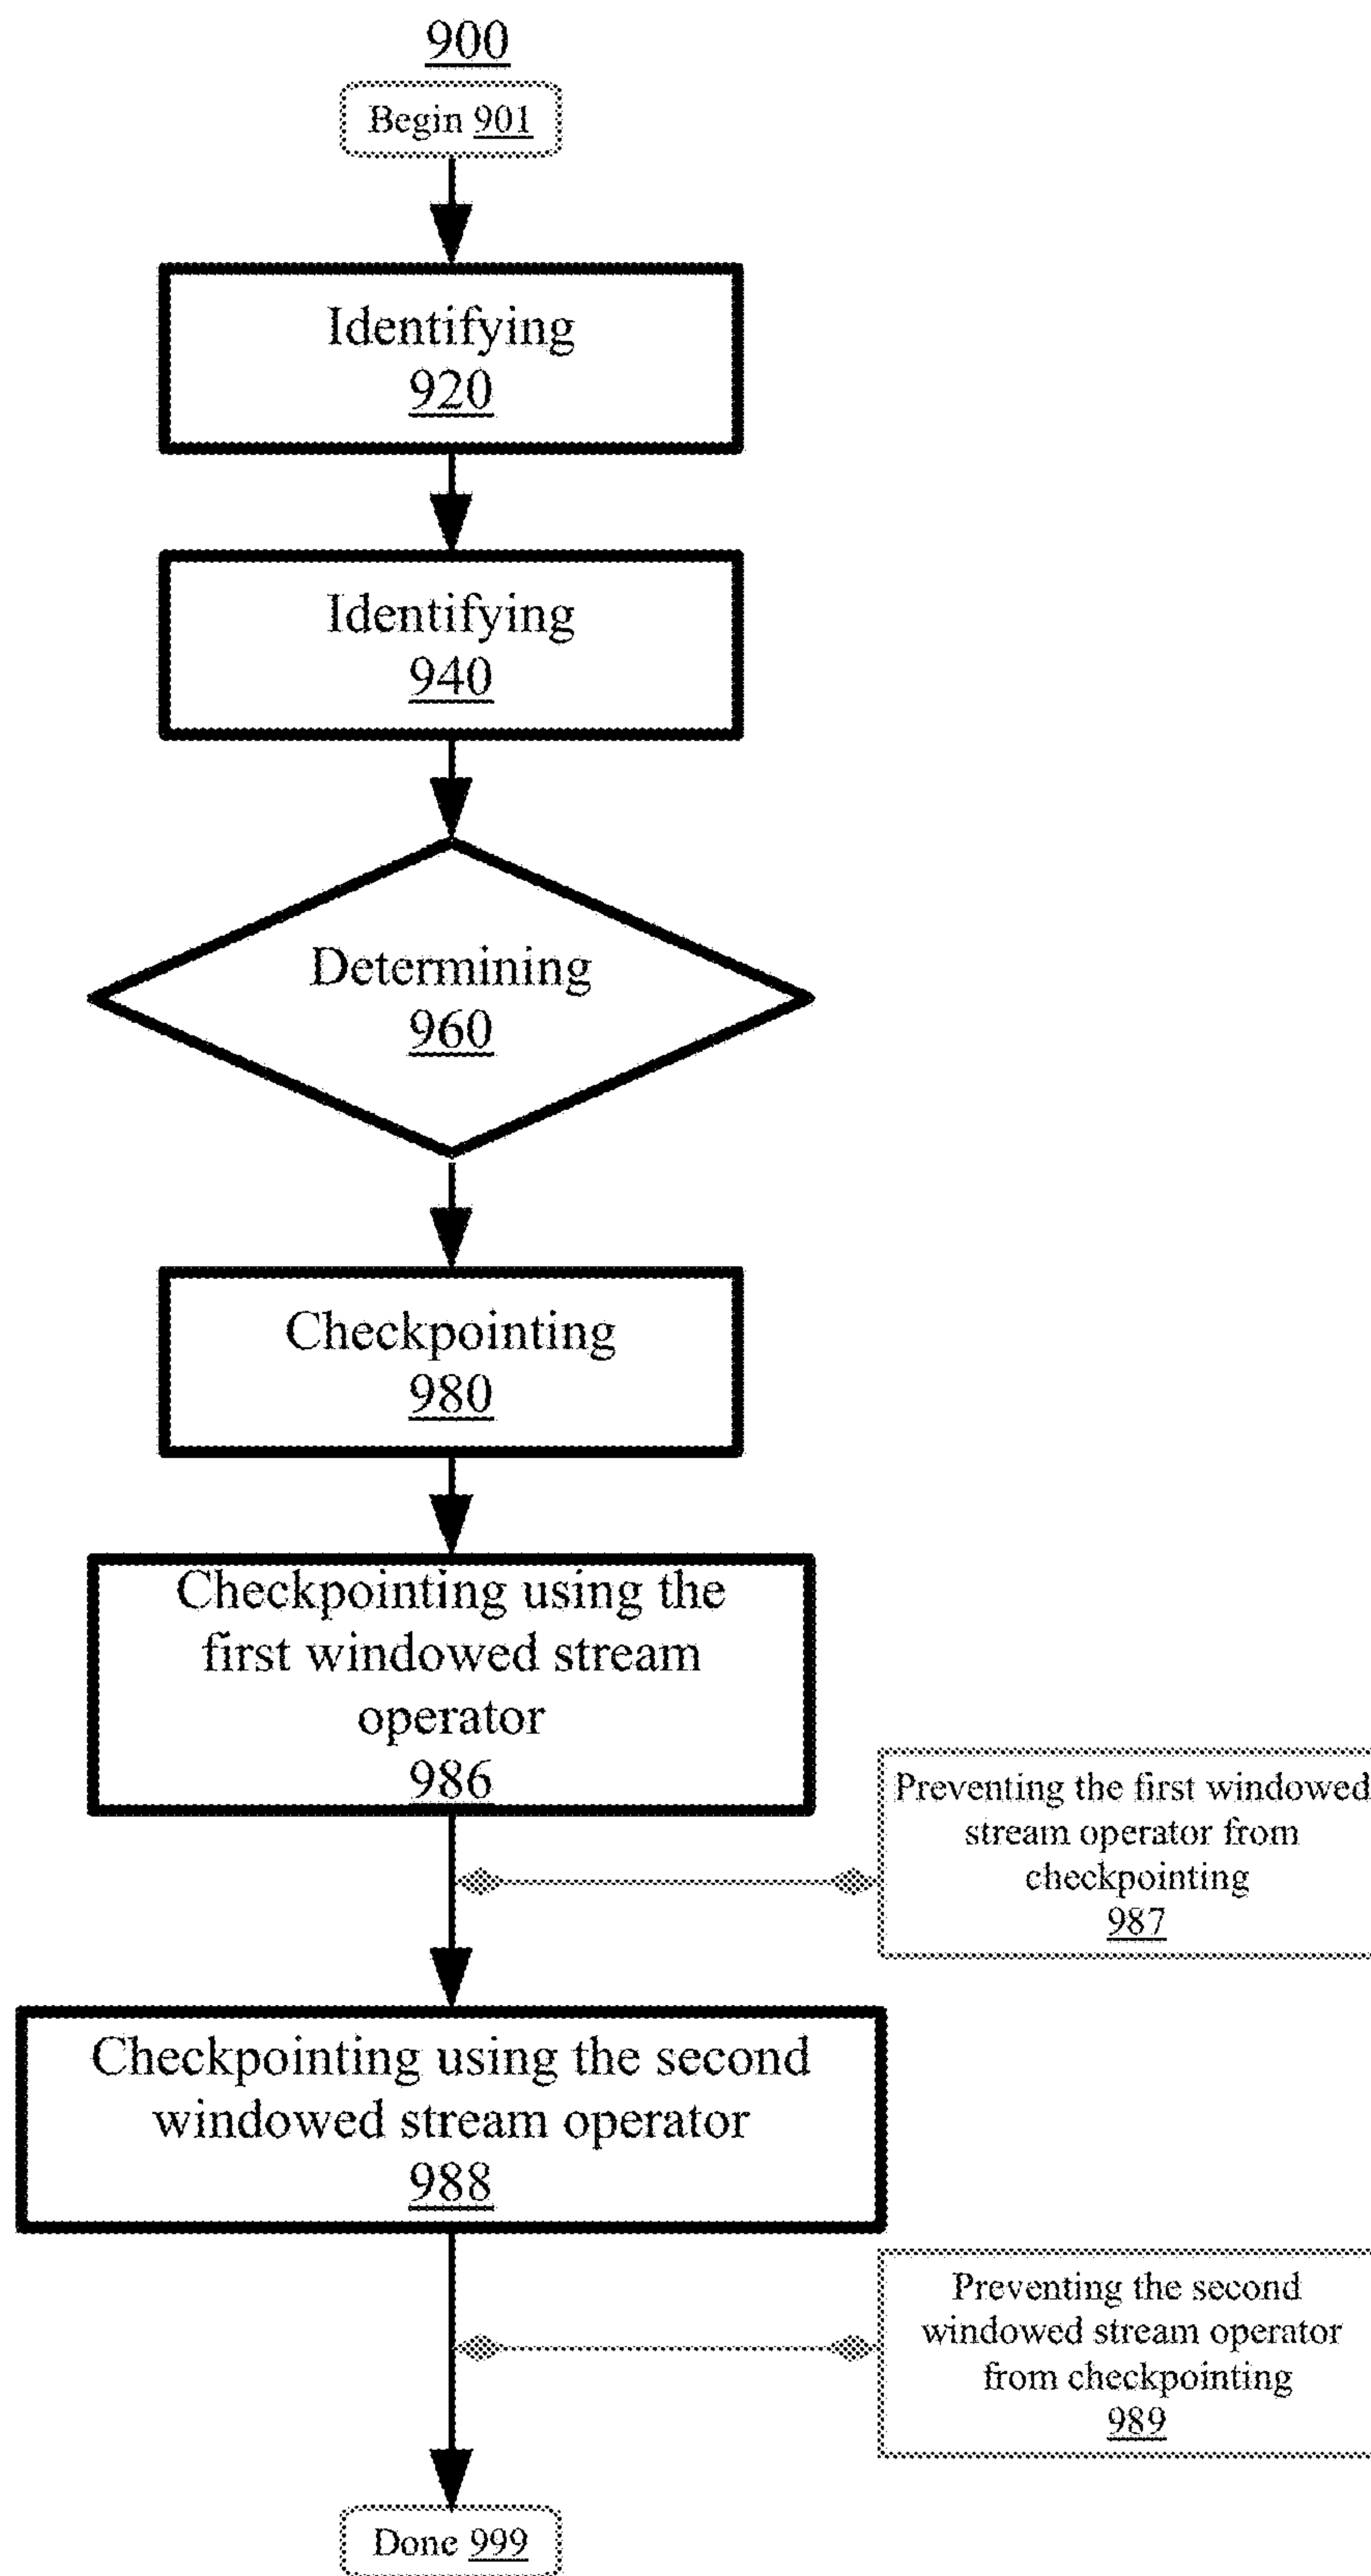 900
Begin 901
Identifying
920
Identifying
940
Determining
960
Checkpointing
980
Checkpointing using the
first windowed stream
operator
986
Preventing the first windowed
stream operator from
checkpointing
987
Checkpointing using the second
windowed stream operator
988
Preventing the second
windowed stream operator
from checkpointing
989
Done 999